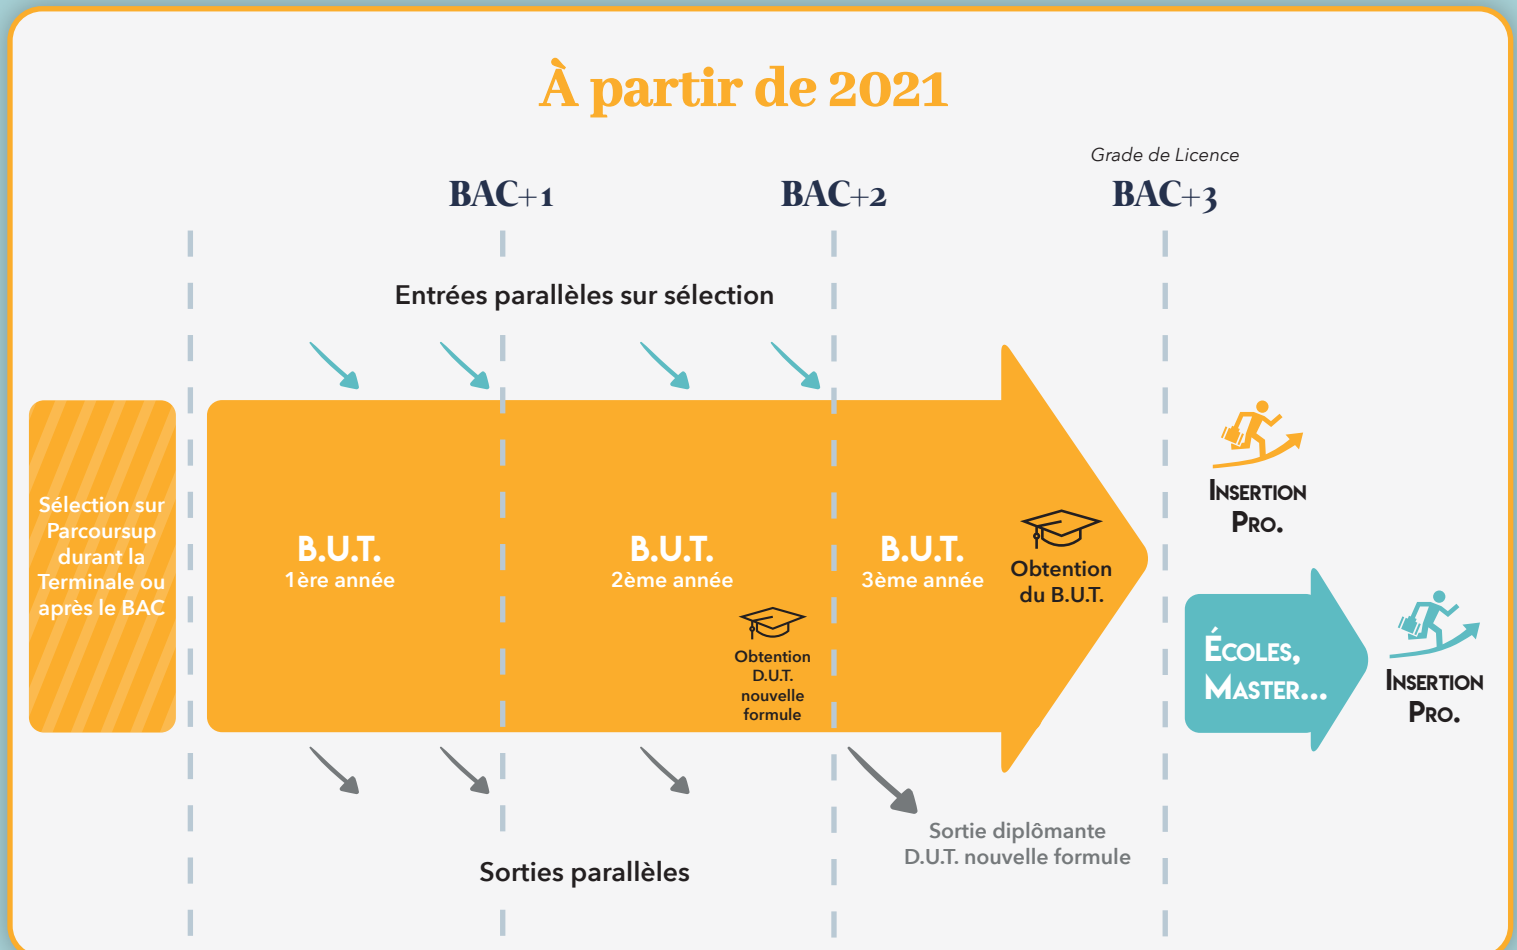 À partir de 2021
Grade de Licence
BAC+1
BAC+2
BAC+3
Entrées parallèles sur sélection
Sélection sur
Parcoursup
durant la
Terminale ou
après le BAC
B.U.T.
1ère année
B.U.T.
2ème année
Obtention
D.U.T.
nouvelle
formule
B.U.T.
3ème année
Obtention
du B.U.T.
INSERTION
PRO.
ÉCOLES,
MASTER...
INSERTION
PRO.
Sortie diplômante
D.U.T. nouvelle formule
Sorties parallèles